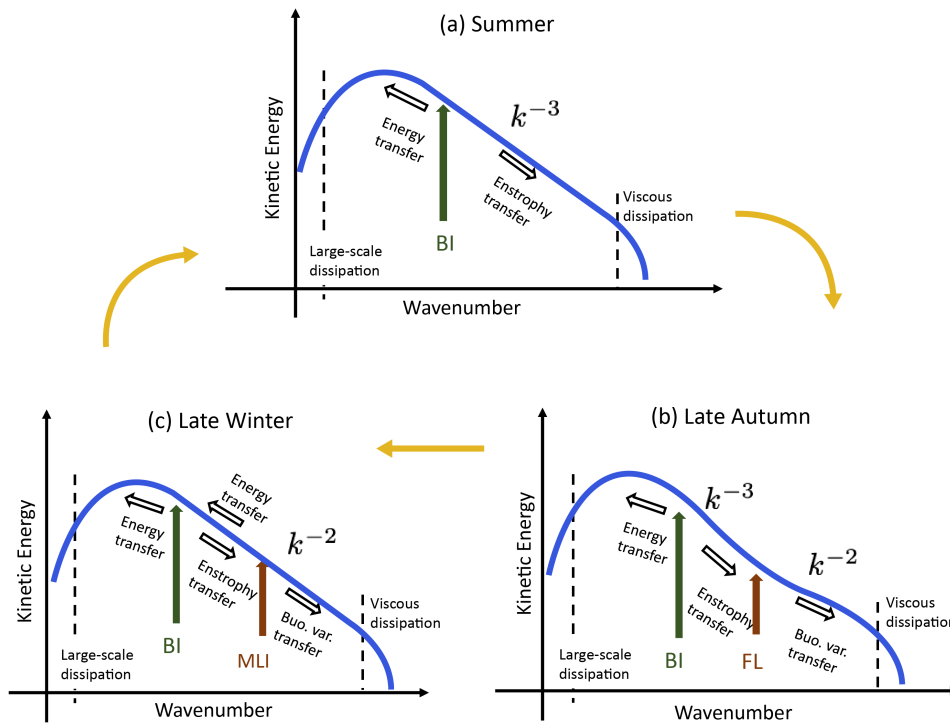 (a) Summer
Kinetic Energy
k^{-3}
Energy
transfer
Enstrophy
transfer
Viscous
dissipation
BI
Large-scale
dissipation
Wavenumber
(c) Late Winter
Kinetic Energy
Energy
transfer
Energy
transfer
Enstrophy
transfer
k^{-2}
Buo. var.
transfer
Viscous
dissipation
BI
MLI
Large-scale
dissipation
Wavenumber
(b) Late Autumn
Kinetic Energy
k^{-3}
k^{-2}
Energy
transfer
Enstrophy
transfer
Buo. var.
transfer
Viscous
dissipation
BI
FL
Large-scale
dissipation
Wavenumber